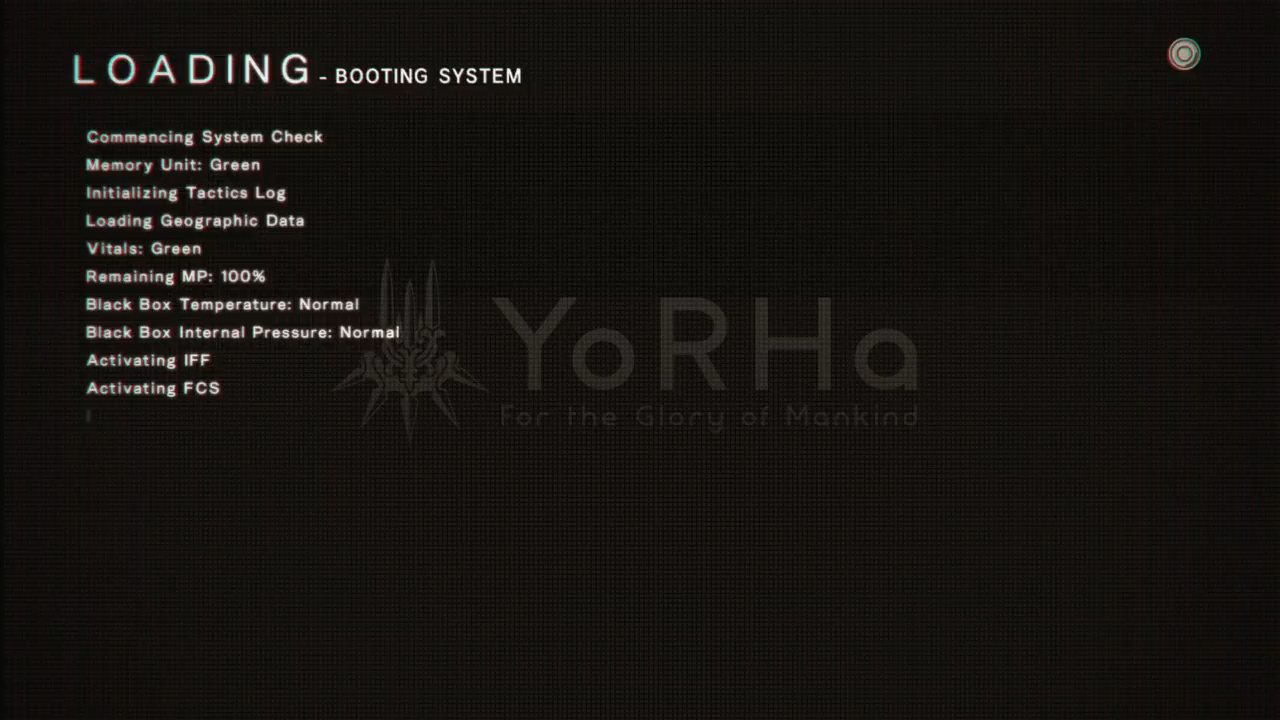 LOADING - BOOTING SYSTEM
Commencing System Check
Memory Unit: Green
Initializing Tactics Log
Loading Geographic Data
Vitals: Green
Remaining MP: 100%
Black Box Temperature: Normal
Black Box Internal Pressure: Normal
Activating IFF
Activating FCS
YoRHa
For the Glory of Mankind